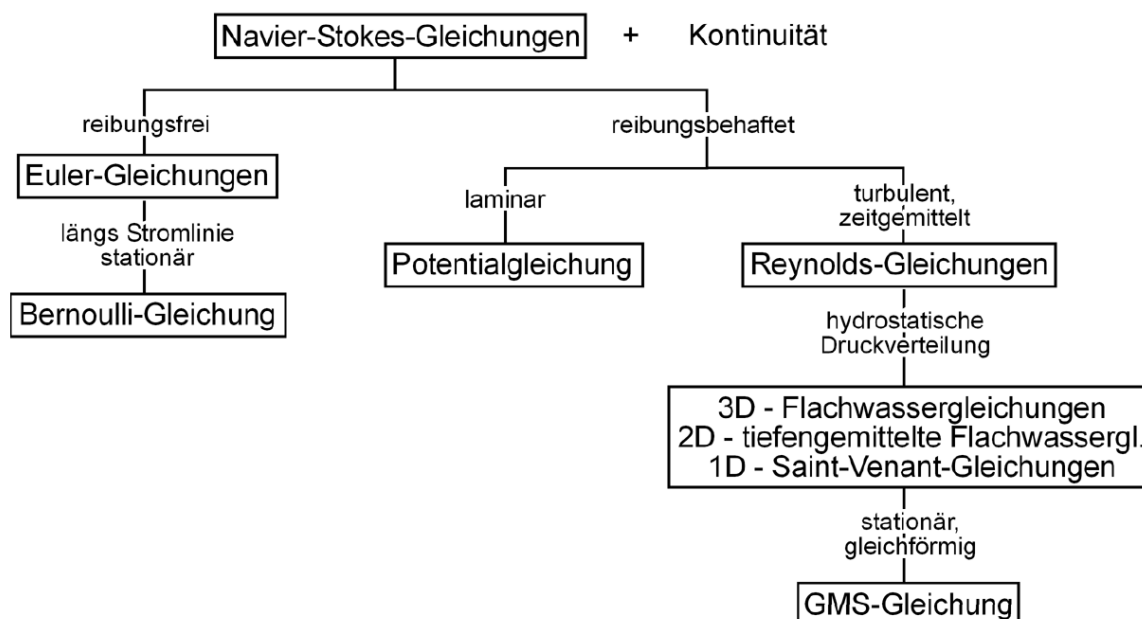 Navier-Stokes-Gleichungen + Kontinuität
reibungsfrei
reibungsbehaftet
Euler-Gleichungen
laminar
turbulent,
zeitgemittelt
längs Stromlinie
stationär
Potentialgleichung
Reynolds-Gleichungen
Bernoulli-Gleichung
hydrostatische
Druckverteilung
3D - Flachwassergleichungen
2D - tiefengemittelte Flachwassergl.
1D - Saint-Venant-Gleichungen
stationär,
gleichförmig
GMS-Gleichung